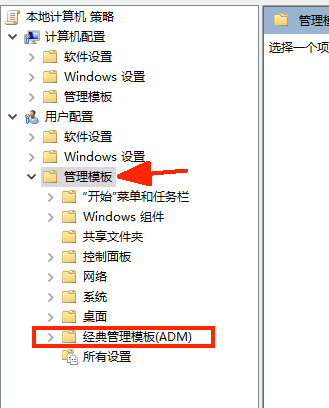 本地计算机 策略
计算机配置
软件设置
Windows 设置
管理模板
用户配置
软件设置
Windows 设置
管理模板
“开始”菜单和任务栏
Windows 组件
共享文件夹
控制面板
网络
系统
桌面
经典管理模板(ADM)
所有设置
管理模
选择一个项